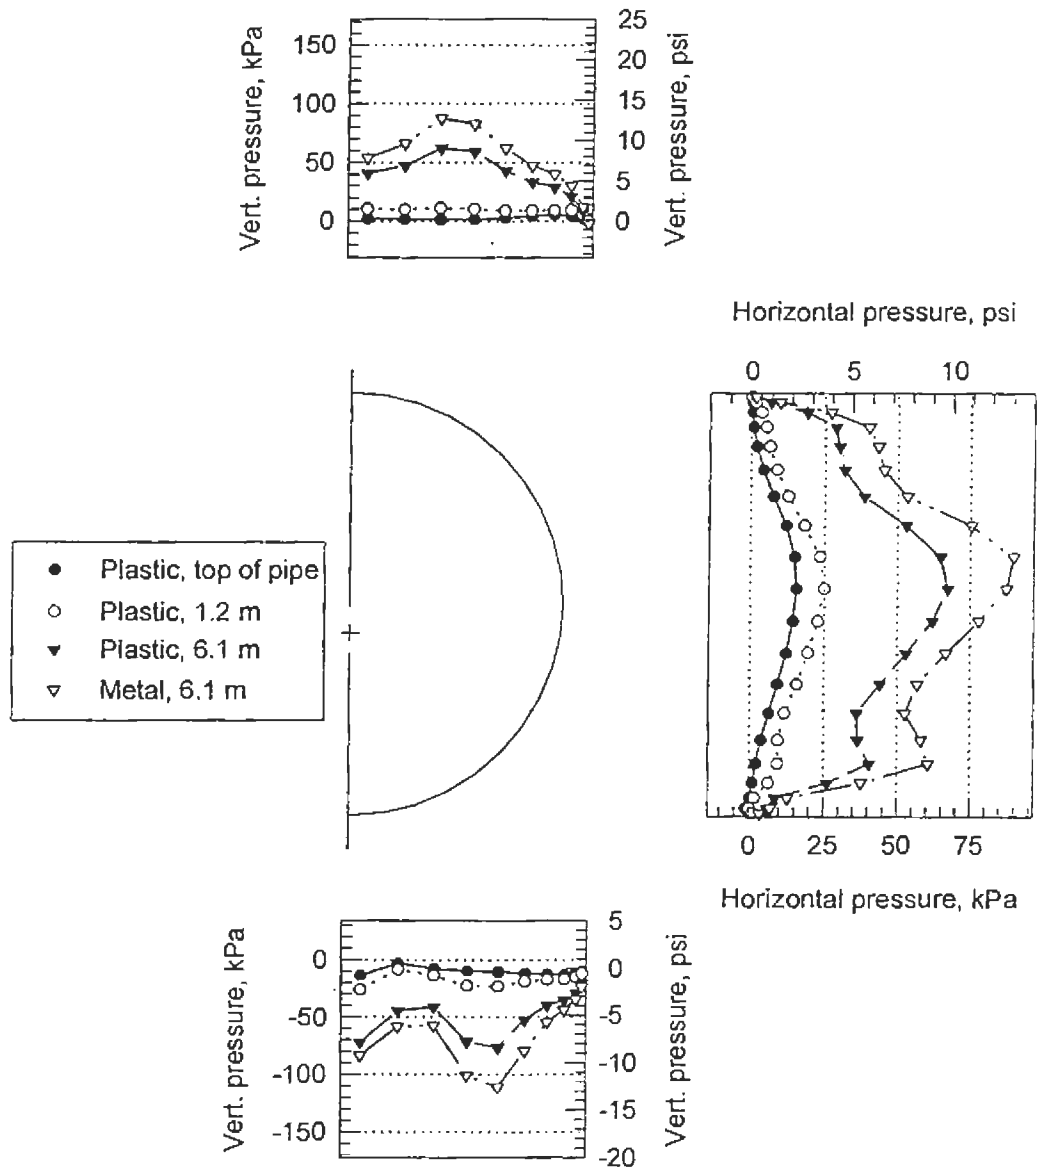 Vert. pressure, kPa
150
100
50
0
25
20
15
10
5
0
Vert. pressure, psi
Horizontal pressure, psi
0 5 10
Plastic, top of pipe
Plastic, 1.2 m
Plastic, 6.1 m
Metal, 6.1 m
0 25 50 75
Horizontal pressure, kPa
Vert. pressure, kPa
0
-50
-100
-150
5
0
-5
-10
-15
-20
Vert. pressure, psi